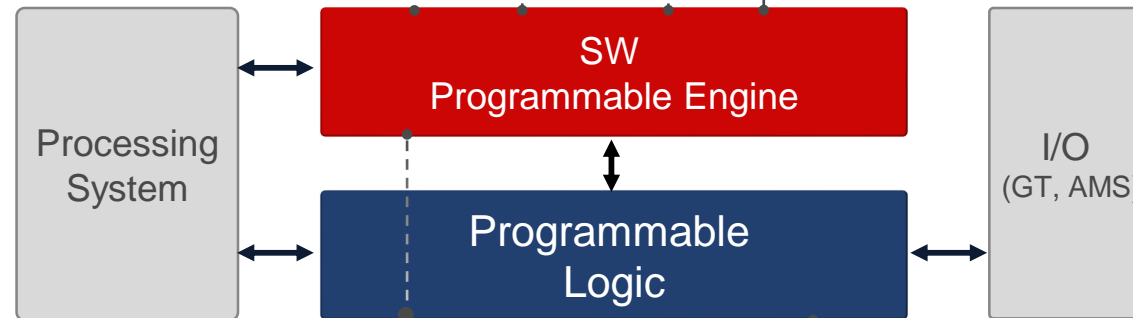 Processing
System
SW
Programmable Engine
Programmable
Logic
I/O
(GT, AMS)